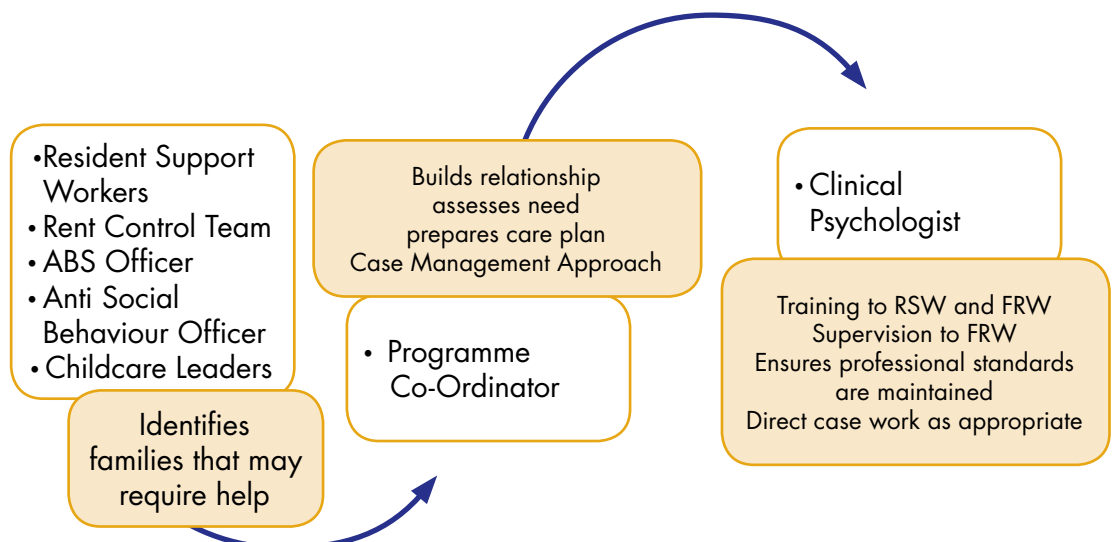 •Resident Support
Workers
• Rent Control Team
• ABS Officer
• Anti Social
Behaviour Officer
• Childcare Leaders
Identifies
families that may
require help
Builds relationship
assesses need
prepares care plan
Case Management Approach
• Programme
Co-Ordinator
• Clinical
Psychologist
Training to RSW and FRW
Supervision to FRW
Ensures professional standards
are maintained
Direct case work as appropriate